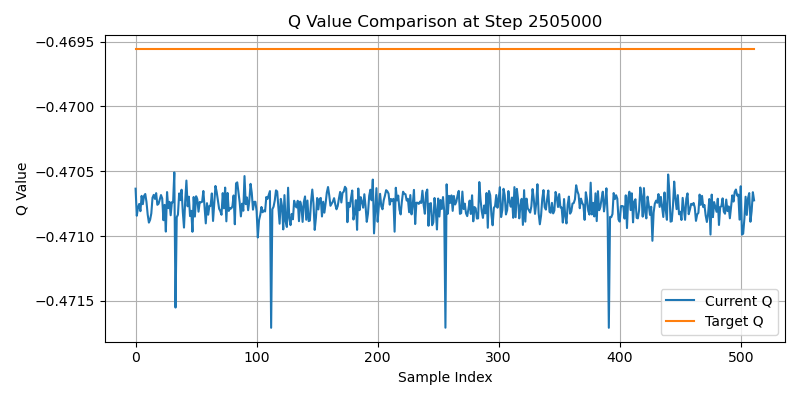 Q Value Comparison at Step 2505000
Q Value
−0.4695
−0.4700
−0.4705
−0.4710
−0.4715
0 100 200 300 400 500
Sample Index
Current Q
Target Q